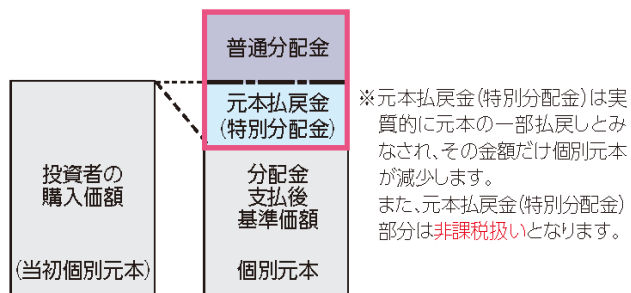 普通分配金
元本払戻金
(特別分配金)
投資者の
購入価額
(当初個別元本)
分配金
支払後
基準価額
個別元本
※元本払戻金(特別分配金)は実
質的に元本の一部払戻しとみ
なされ、その金額だけ個別元本
が減少します。
また、元本払戻金(特別分配金)
部分は非課税扱いとなります。